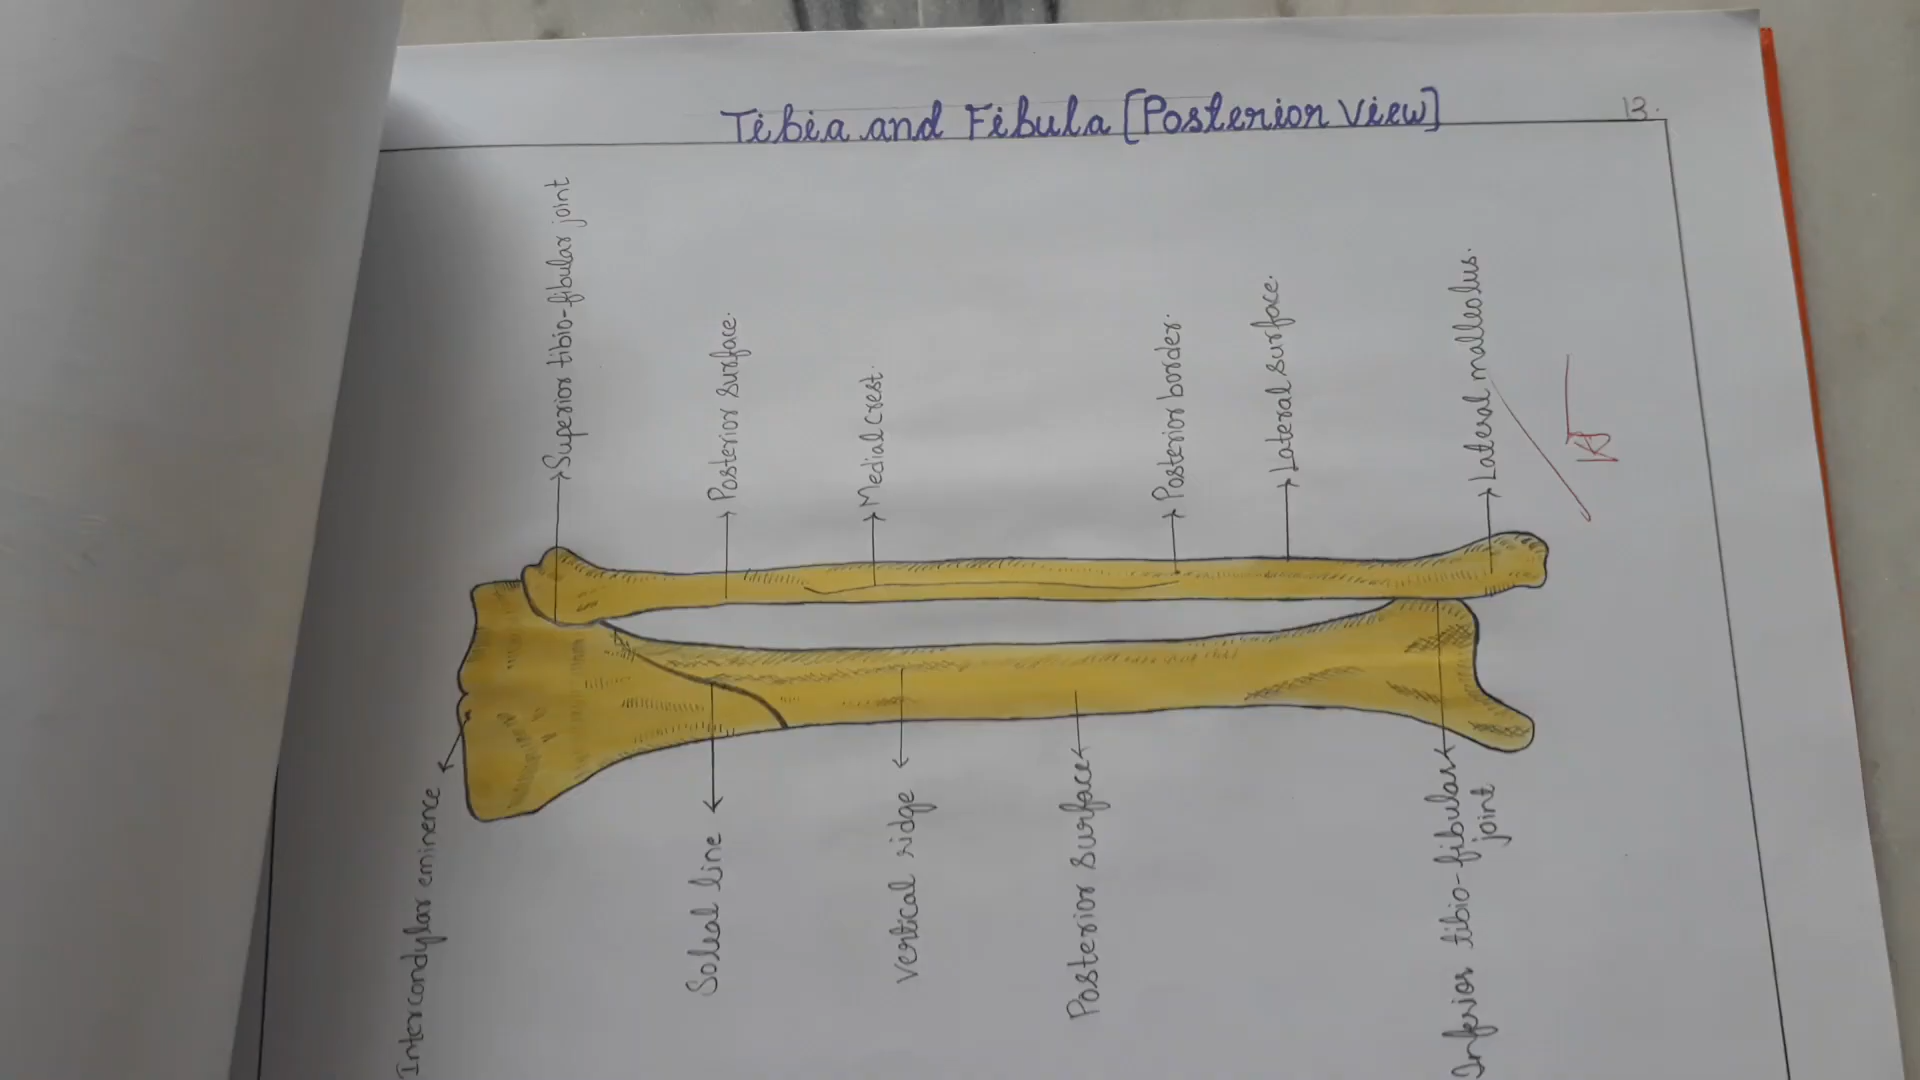 Tibia and Fibula [Posterior View]
13.
Superior tibio-fibular joint
Posterior surface.
Medial crest.
Posterior border.
Lateral surface.
Lateral malleolus.
Intercondylar eminence
Soleal line
Vertical ridge
Posterior surface
Inferior tibio-fibular
joint